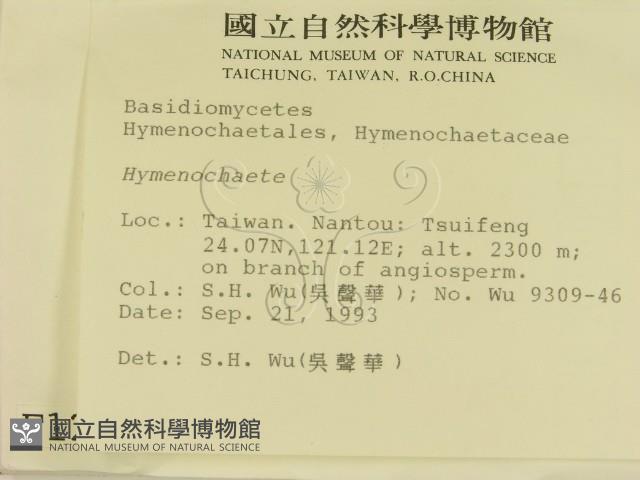 國立自然科學博物館
NATIONAL MUSEUM OF NATURAL SCIENCE
TAICHUNG, TAIWAN, R.O.CHINA
Basidiomycetes
Hymenochaetales, Hymenochaetaceae
Hymenochaete
Loc.: Taiwan. Nantou: Tsuifeng
24.07N,121.12E; alt. 2300 m;
on branch of angiosperm.
Col.: S.H. Wu(吳聲華); No. Wu 9309-46
Date: Sep. 21, 1993
Det.: S.H. Wu(吳聲華)
國立自然科學博物館
NATIONAL MUSEUM OF NATURAL SCIENCE